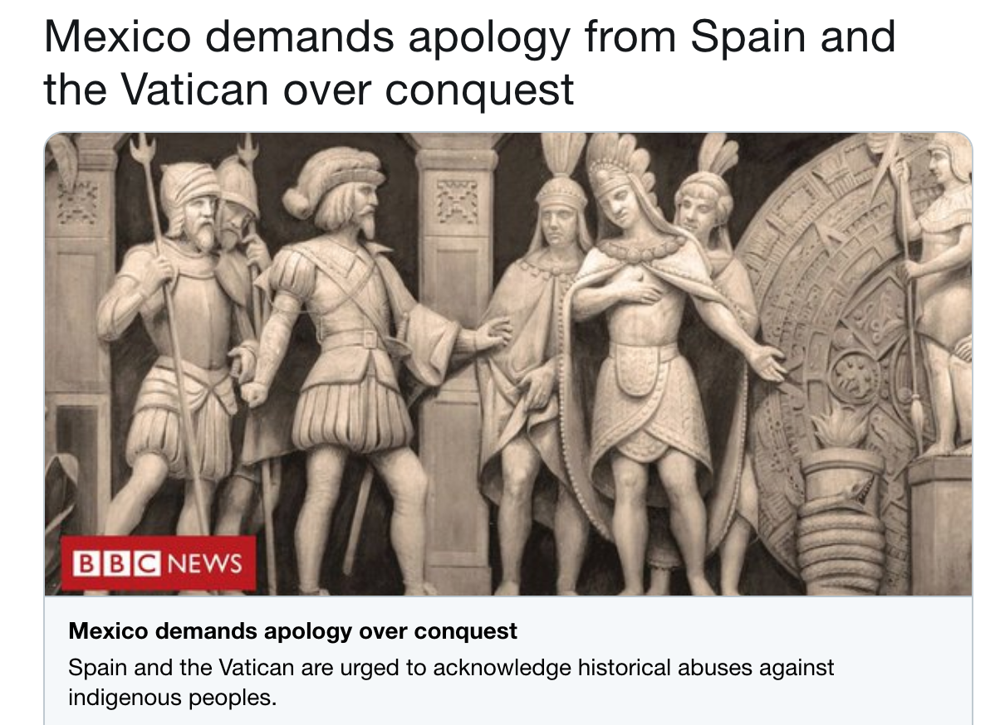 Mexico demands apology from Spain and
the Vatican over conquest
BBC NEWS
Mexico demands apology over conquest
Spain and the Vatican are urged to acknowledge historical abuses against
indigenous peoples.